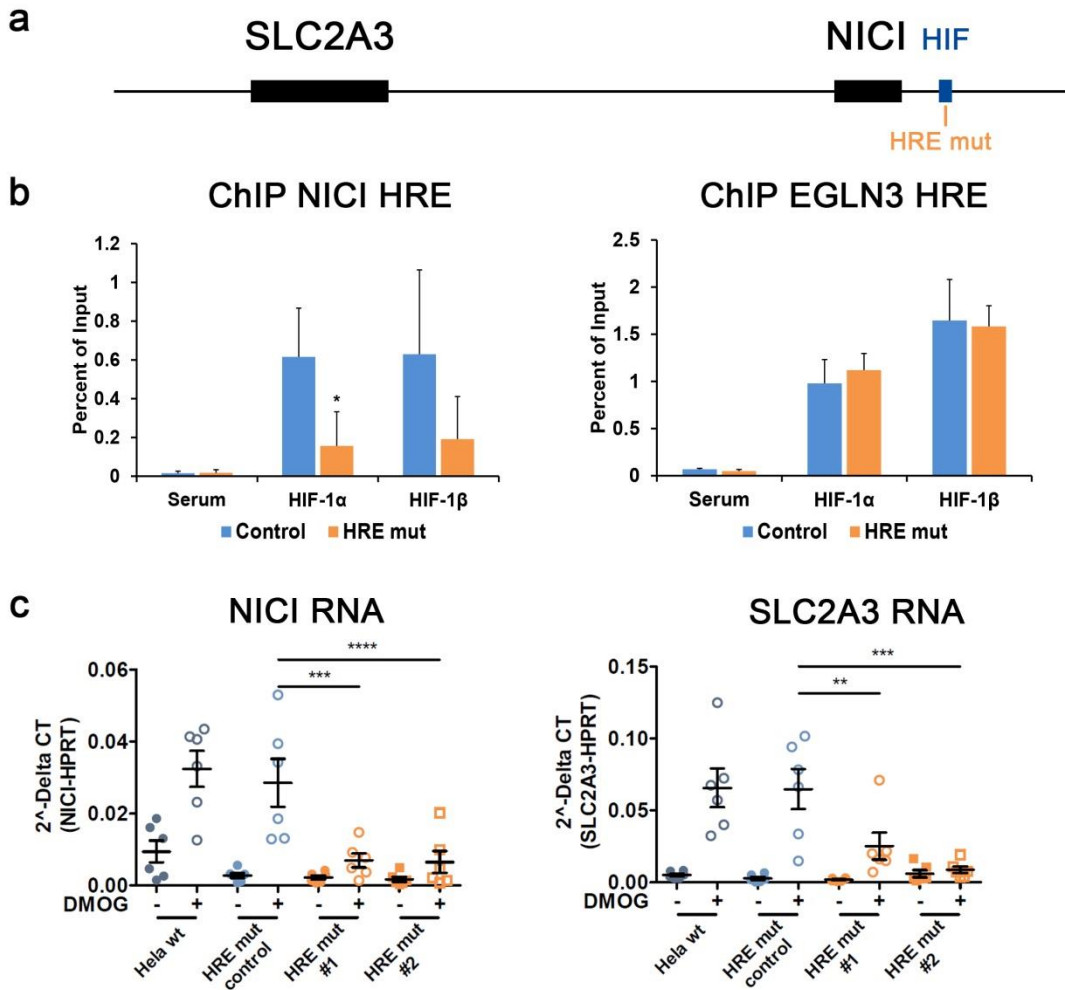 a
SLC2A3 NICI HIF
HRE mut
b
ChIP NICI HRE
Percent of Input
1.2
1
0.8
0.6
0.4
0.2
0
*
Serum HIF-1α HIF-1β
Control HRE mut
ChIP EGLN3 HRE
Percent of Input
2.5
2
1.5
1
0.5
0
Serum HIF-1α HIF-1β
Control HRE mut
c
NICI RNA
2^-Delta CT
(NICI-HPRT)
0.06
0.04
0.02
0.00
****
***
DMOG - + - + - + - +
Hela wt
HRE mut
control
HRE mut
#1
HRE mut
#2
SLC2A3 RNA
2^-Delta CT
(SLC2A3-HPRT)
0.15
0.10
0.05
0.00
***
**
DMOG - + - + - + - +
Hela wt
HRE mut
control
HRE mut
#1
HRE mut
#2